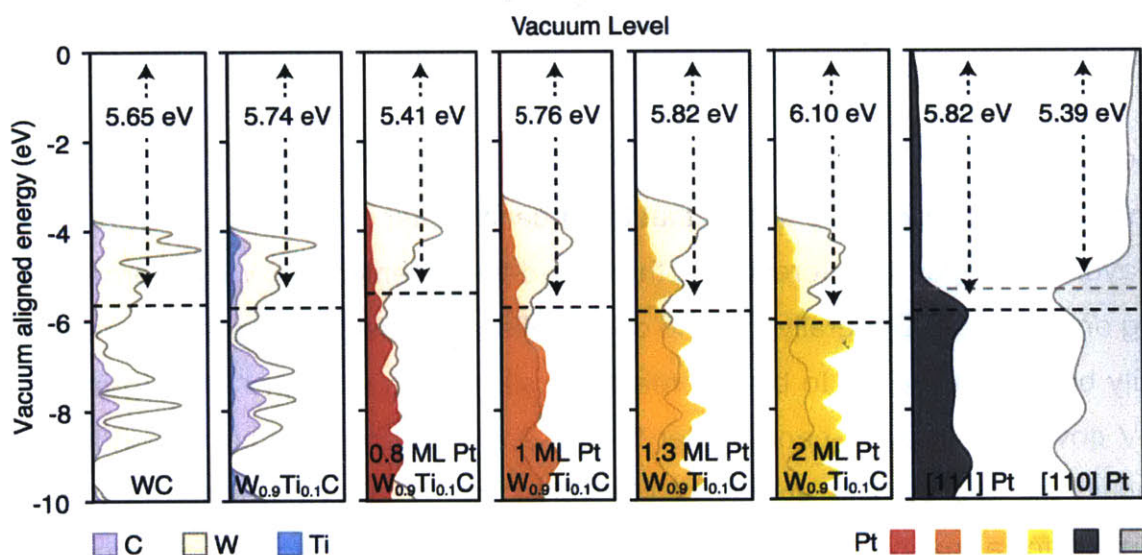 Vacuum Level
Vacuum aligned energy (eV)
0
-2
-4
-6
-8
-10
5.65 eV
5.74 eV
5.41 eV
5.76 eV
5.82 eV
6.10 eV
5.82 eV
5.39 eV
WC
W₀.₉Ti₀.₁C
0.8 ML Pt
W₀.₉Ti₀.₁C
1 ML Pt
W₀.₉Ti₀.₁C
1.3 ML Pt
W₀.₉Ti₀.₁C
2 ML Pt
W₀.₉Ti₀.₁C
[111] Pt
[110] Pt
C
W
Ti
Pt